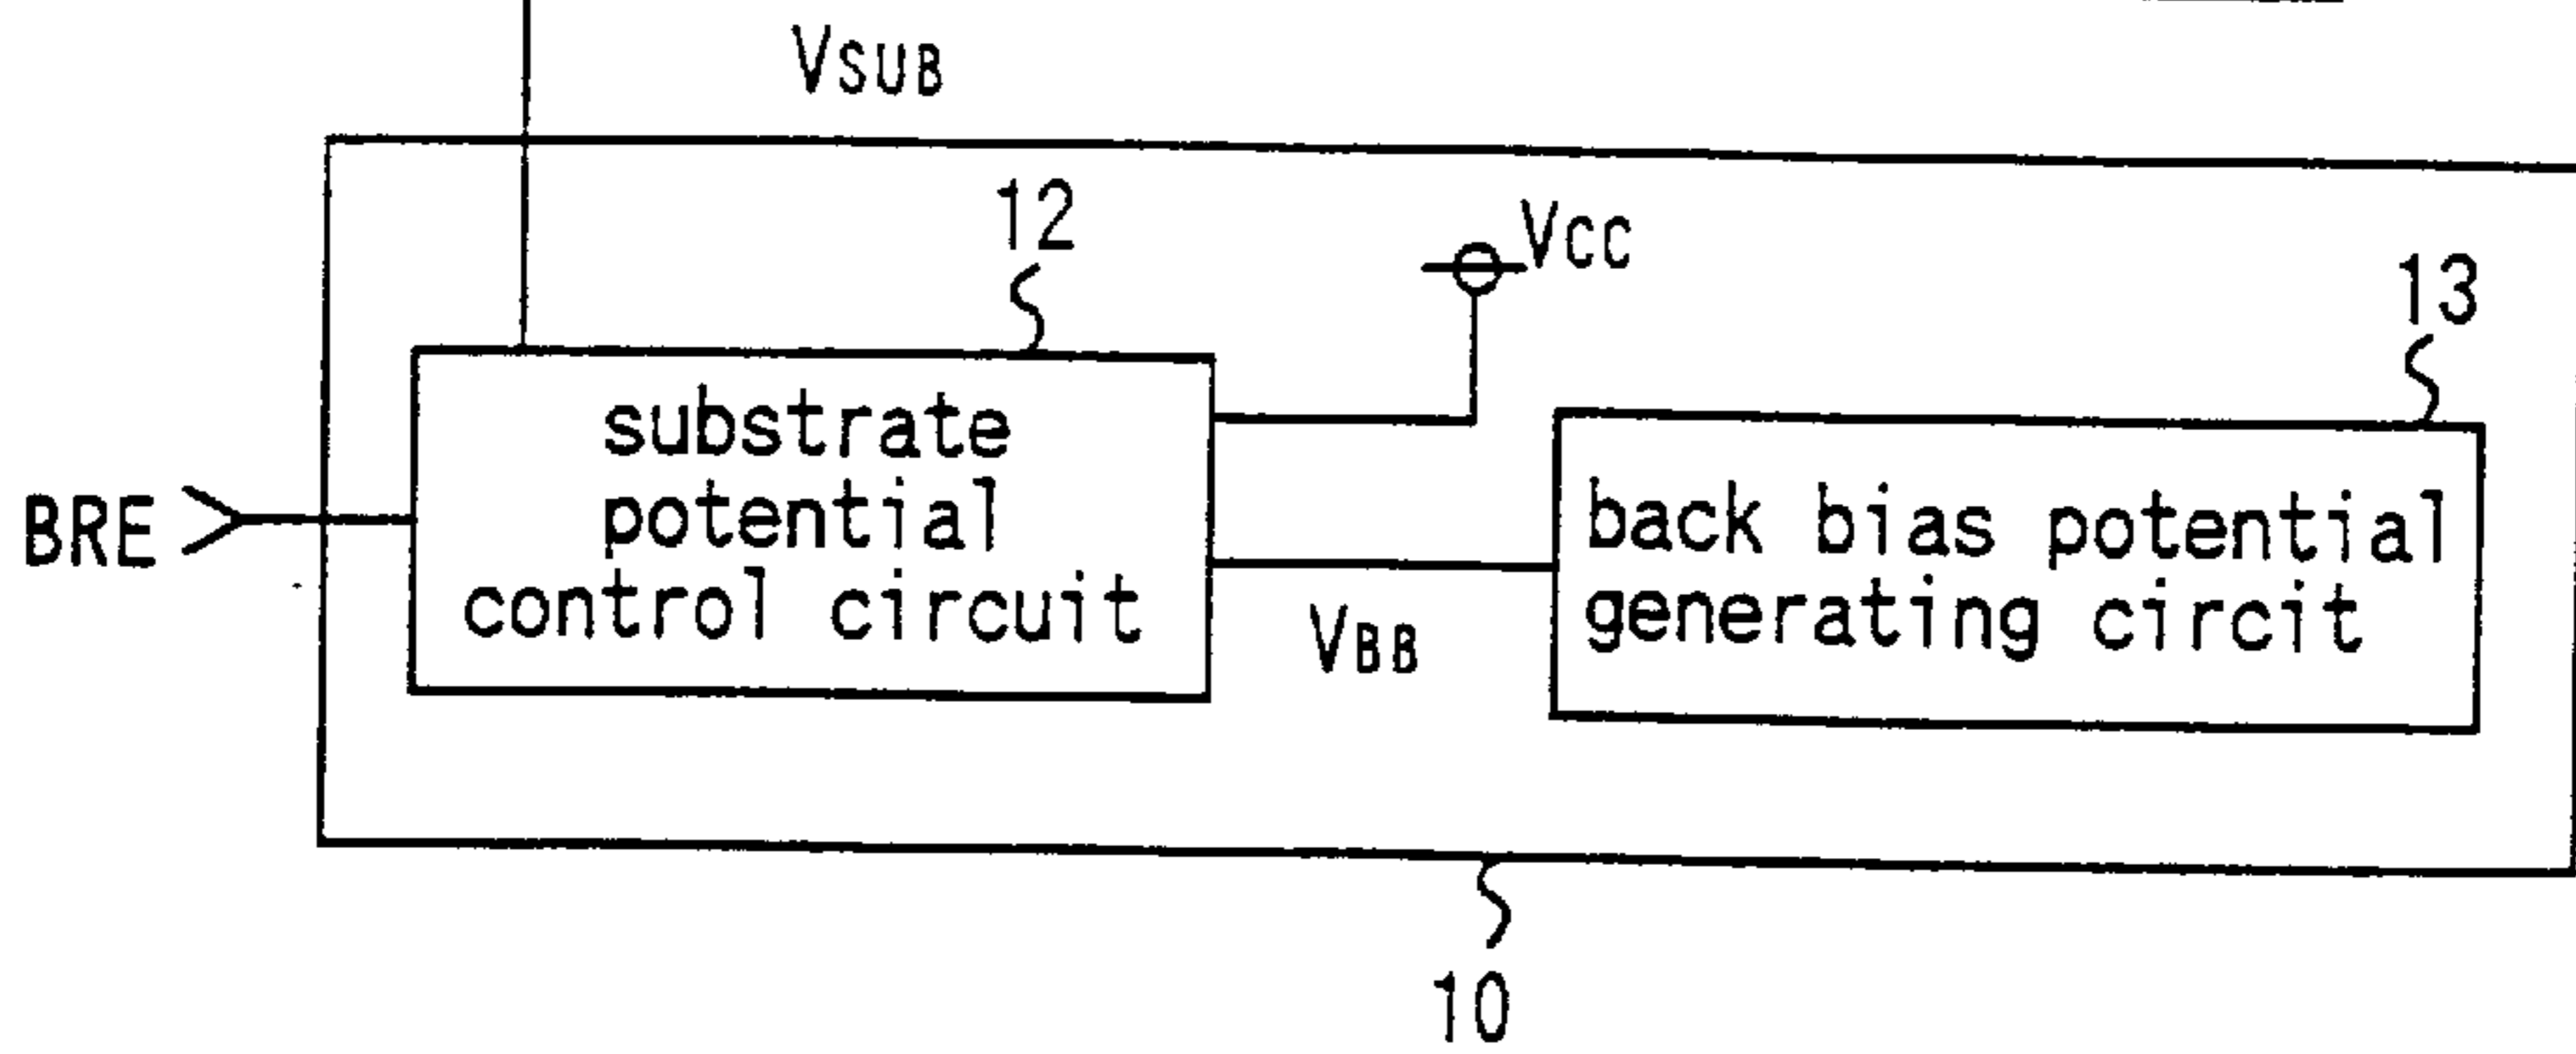 VSUB
12
VCC
13
substrate
potential
control circuit
BRE
back bias potential
generating circit
VBB
10